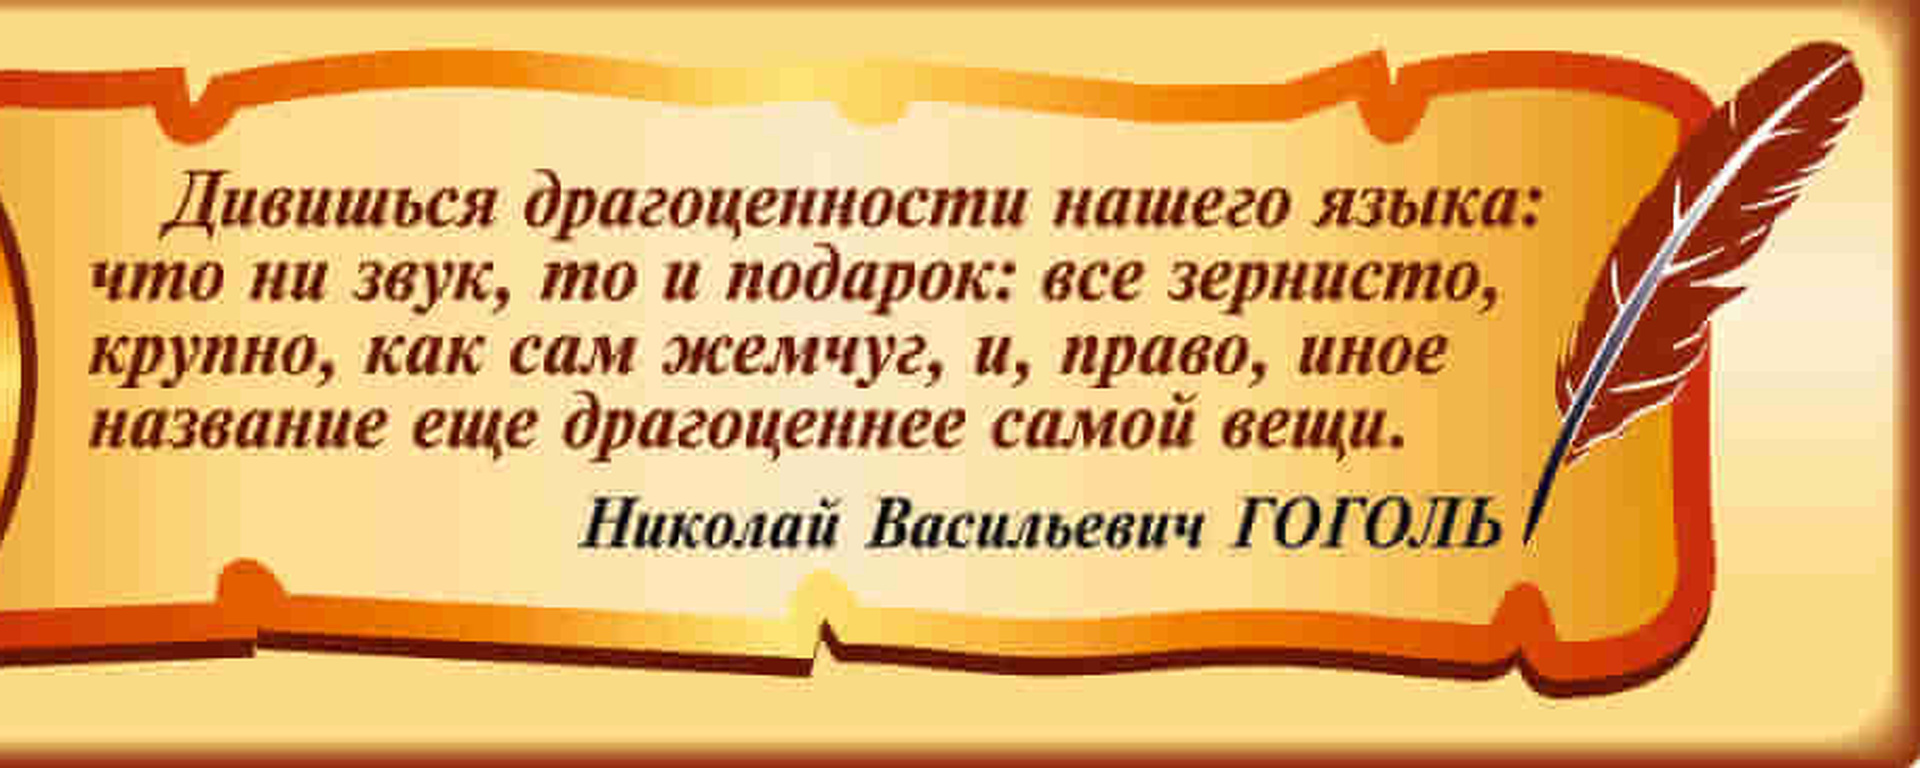 Дивишься драгоценности нашего языка:
что ни звук, то и подарок: все зернисто,
крупно, как сам жемчуг, и, право, иное
название еще драгоценнее самой вещи.
Николай Васильевич ГОГОЛЬ